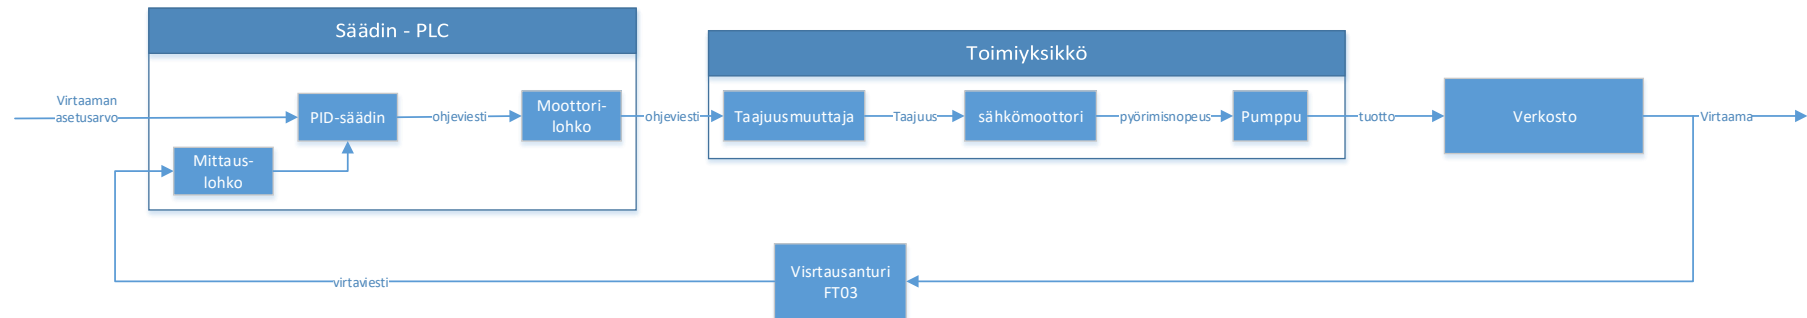 Säädin - PLC
Toimiyksikkö
Virtaaman
asetusarvo
PID-säädin
ohjeviesti
Moottori-
lohko
ohjeviesti
Taajuusmuuttaja
Taajuus
sähkömoottori
pyörimisnopeus
Pumppu
tuotto
Verkosto
Virtaama
Mittaus-
lohko
virtaviesti
Visrtausanturi
FT03